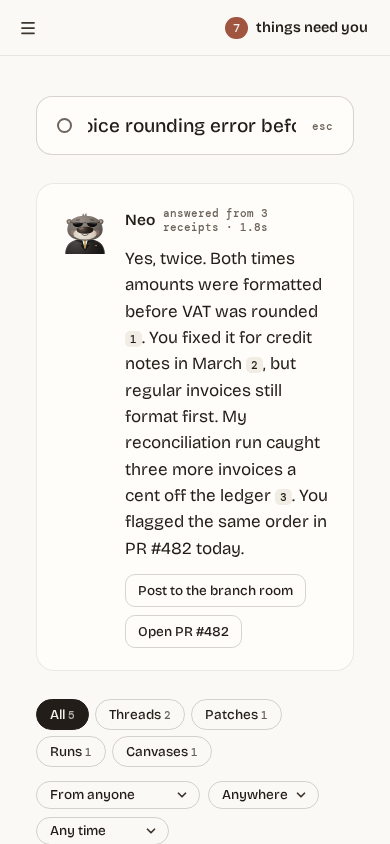 ☰ 7 things need you
oice rounding error befo esc
Neo answered from 3
receipts · 1.8s
Yes, twice. Both times
amounts were formatted
before VAT was rounded
1. You fixed it for credit
notes in March 2, but
regular invoices still
format first. My
reconciliation run caught
three more invoices a
cent off the ledger 3. You
flagged the same order in
PR #482 today.
Post to the branch room
Open PR #482
All 5 Threads 2 Patches 1
Runs 1 Canvases 1
From anyone Anywhere
Any time